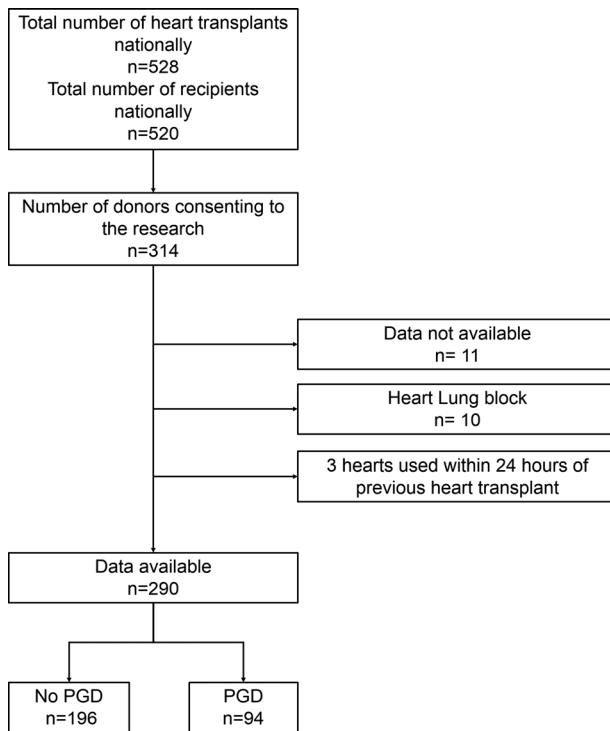 Total number of heart transplants
nationally
n=528
Total number of recipients
nationally
n=520
Number of donors consenting to
the research
n=314
Data not available
n= 11
Heart Lung block
n= 10
3 hearts used within 24 hours of
previous heart transplant
Data available
n=290
No PGD
n=196
PGD
n=94